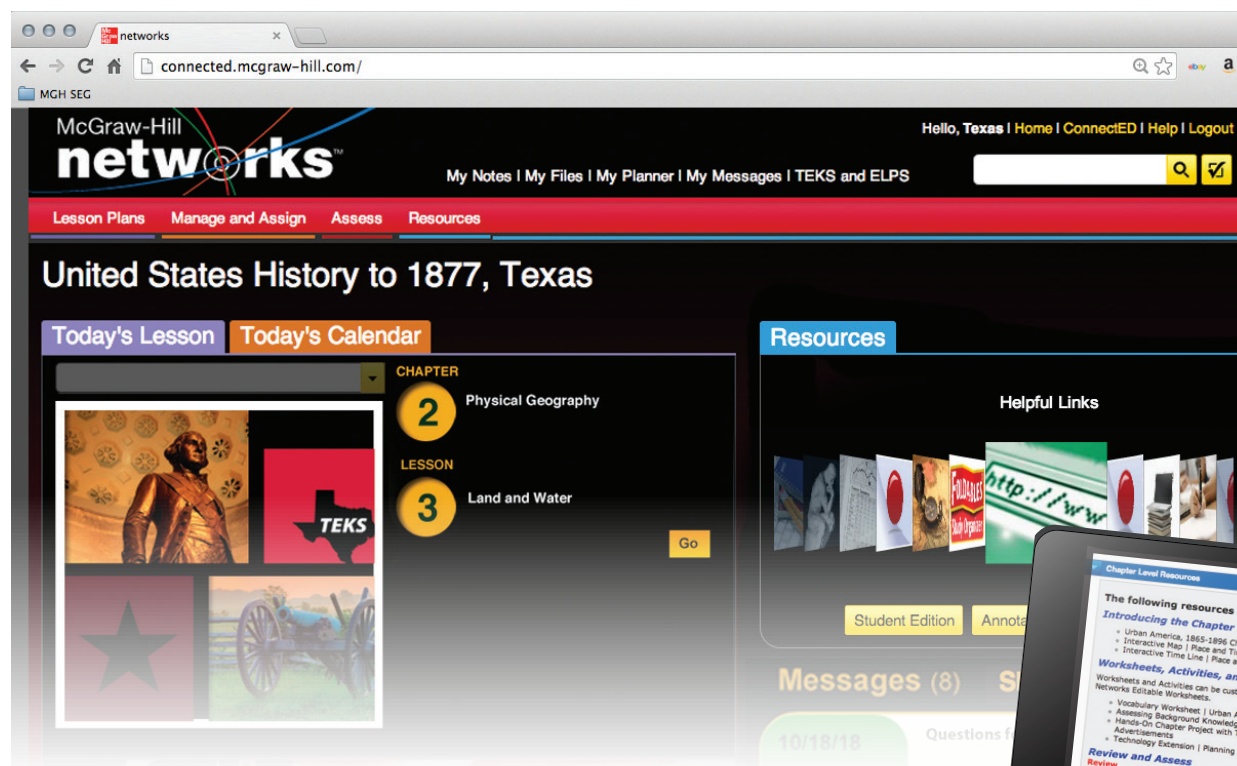 networks
connected.mcgraw-hill.com/
ebay a
MGH SEG
McGraw-Hill
networks™
Hello, Texas | Home | ConnectED | Help | Logout
My Notes | My Files | My Planner | My Messages | TEKS and ELPS
Lesson Plans Manage and Assign Assess Resources
United States History to 1877, Texas
Today's Lesson Today's Calendar
Resources
CHAPTER
2 Physical Geography
LESSON
3 Land and Water
Go
TEKS
Helpful Links
FOLDABLES
Study Organizer
http://ww
Student Edition
Messages (8)
10/18/18
Questions
Chapter Level Resources
The following resources
Introducing the Chapter
Urban America, 1865-1896
Interactive Map | Place and
Interactive Time Line | Place
Worksheets, Activities,
Worksheets and Activities can be
Networks Editable Worksheets.
Vocabulary Worksheet | Urban
Assessing Background
Hands-On Chapter Project with
Advertisements
Technology Extension | Planning
Review and Assess
Review